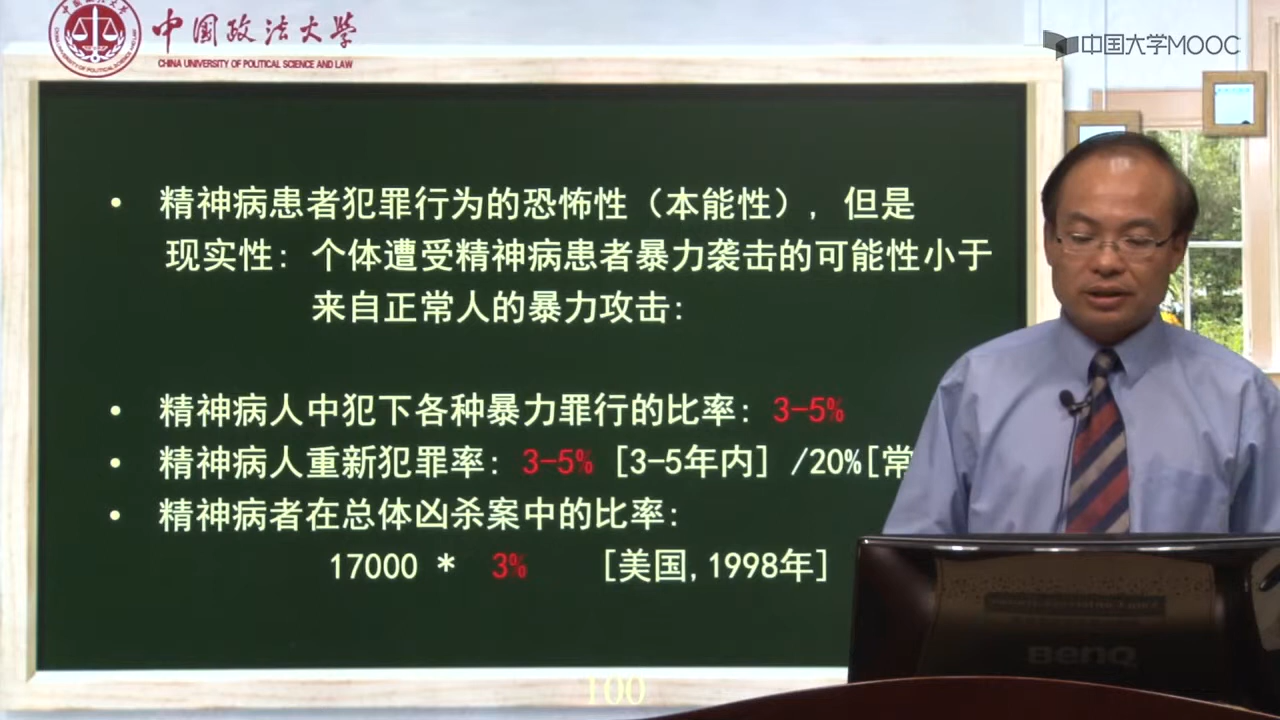 中国政法大学
CHINA UNIVERSITY OF POLITICAL SCIENCE AND LAW
中国大学MOOC
• 精神病患者犯罪行为的恐怖性（本能性），但是
现实性：个体遭受精神病患者暴力袭击的可能性小于
来自正常人的暴力攻击：
• 精神病人中犯下各种暴力罪行的比率：3-5%
• 精神病人重新犯罪率：3-5% [3-5年内] /20%[常
• 精神病者在总体凶杀案中的比率：
17000 * 3% [美国,1998年]
BenQ
100